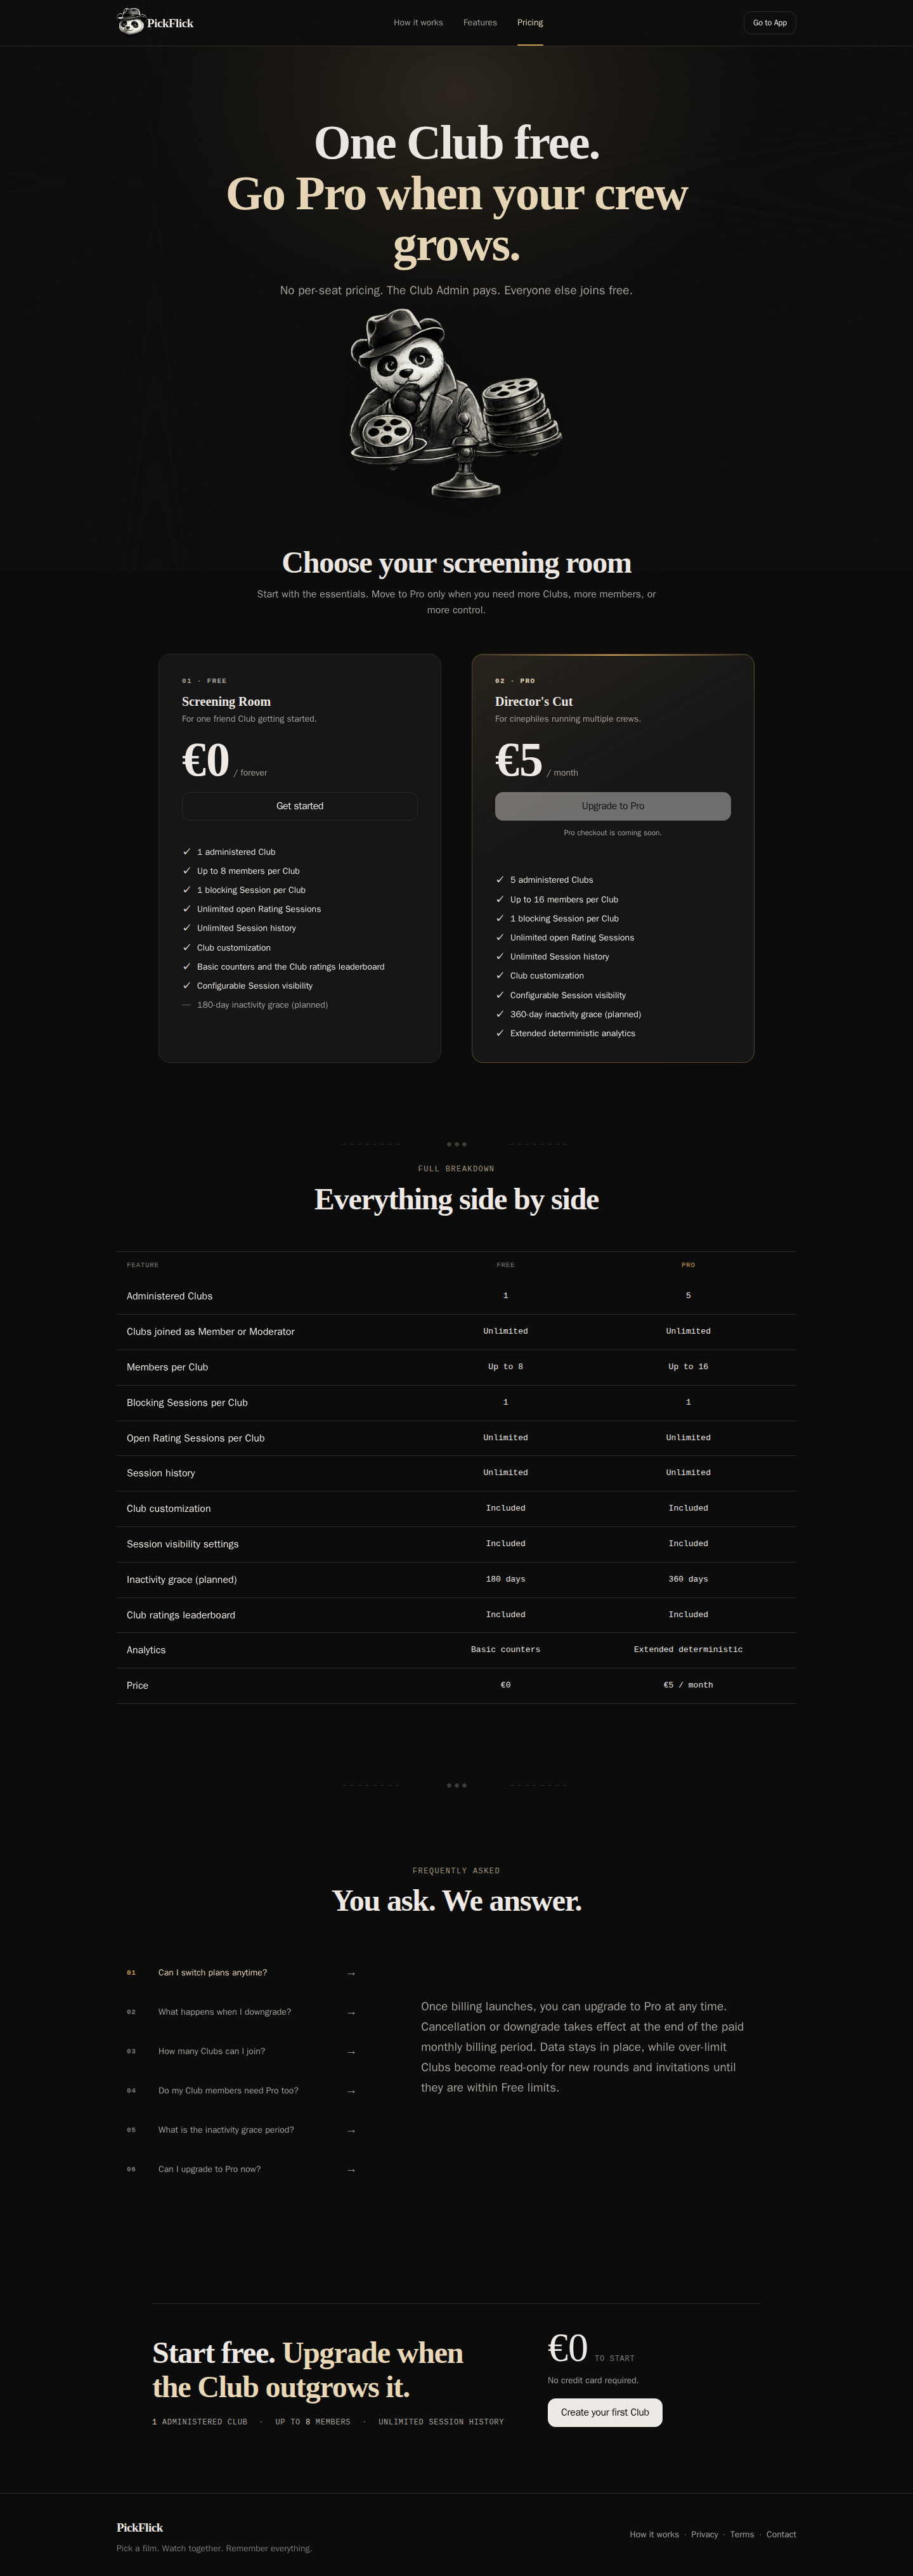 PickFlick
How it works
Features
Pricing
Go to App
One Club free.
Go Pro when your crew
grows.
No per-seat pricing. The Club Admin pays. Everyone else joins free.
Choose your screening room
Start with the essentials. Move to Pro only when you need more Clubs, more members, or
more control.
01 · FREE
Screening Room
For one friend Club getting started.
€0 / forever
Get started
✓ 1 administered Club
✓ Up to 8 members per Club
✓ 1 blocking Session per Club
✓ Unlimited open Rating Sessions
✓ Unlimited Session history
✓ Club customization
✓ Basic counters and the Club ratings leaderboard
✓ Configurable Session visibility
— 180-day inactivity grace (planned)
02 · PRO
Director's Cut
For cinephiles running multiple crews.
€5 / month
Upgrade to Pro
Pro checkout is coming soon.
✓ 5 administered Clubs
✓ Up to 16 members per Club
✓ 1 blocking Session per Club
✓ Unlimited open Rating Sessions
✓ Unlimited Session history
✓ Club customization
✓ Configurable Session visibility
✓ 360-day inactivity grace (planned)
✓ Extended deterministic analytics
FULL BREAKDOWN
Everything side by side
FEATURE FREE PRO
Administered Clubs 1 5
Clubs joined as Member or Moderator Unlimited Unlimited
Members per Club Up to 8 Up to 16
Blocking Sessions per Club 1 1
Open Rating Sessions per Club Unlimited Unlimited
Session history Unlimited Unlimited
Club customization Included Included
Session visibility settings Included Included
Inactivity grace (planned) 180 days 360 days
Club ratings leaderboard Included Included
Analytics Basic counters Extended deterministic
Price €0 €5 / month
FREQUENTLY ASKED
You ask. We answer.
01 Can I switch plans anytime? →
02 What happens when I downgrade? →
03 How many Clubs can I join? →
04 Do my Club members need Pro too? →
05 What is the inactivity grace period? →
06 Can I upgrade to Pro now? →
Once billing launches, you can upgrade to Pro at any time.
Cancellation or downgrade takes effect at the end of the paid
monthly billing period. Data stays in place, while over-limit
Clubs become read-only for new rounds and invitations until
they are within Free limits.
Start free. Upgrade when
the Club outgrows it.
1 ADMINISTERED CLUB · UP TO 8 MEMBERS · UNLIMITED SESSION HISTORY
€0 TO START
No credit card required.
Create your first Club
PickFlick
Pick a film. Watch together. Remember everything.
How it works · Privacy · Terms · Contact